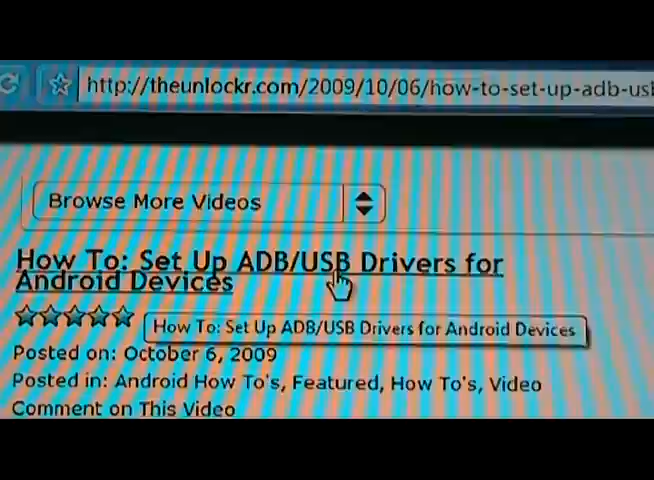 http://theunlockr.com/2009/10/06/how-to-set-up-adb-usb
Browse More Videos
How To: Set Up ADB/USB Drivers for
Android Devices
How To: Set Up ADB/USB Drivers for Android Devices
Posted on: October 6, 2009
Posted in: Android How To's, Featured, How To's, Video
Comment on This Video